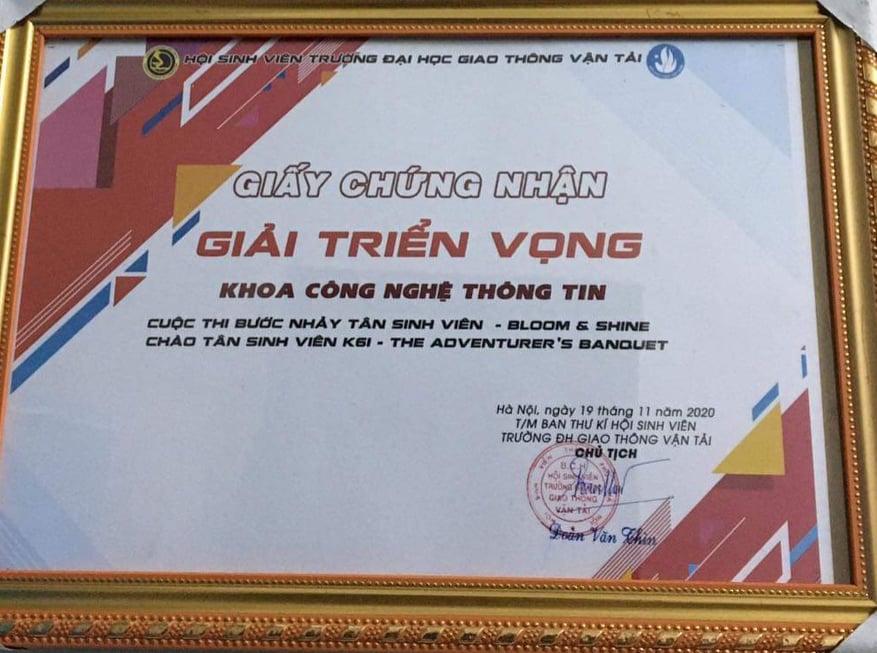 HỘI SINH VIÊN TRƯỜNG ĐẠI HỌC GIAO THÔNG VẬN TẢI
GIẤY CHỨNG NHẬN
GIẢI TRIỂN VỌNG
KHOA CÔNG NGHỆ THÔNG TIN
CUỘC THI BƯỚC NHẢY TÂN SINH VIÊN - BLOOM & SHINE
CHÀO TÂN SINH VIÊN K61 - THE ADVENTURER'S BANQUET
Hà Nội, ngày 19 tháng 11 năm 2020
T/M BAN THƯ KÍ HỘI SINH VIÊN
TRƯỜNG ĐH GIAO THÔNG VẬN TẢI
CHỦ TỊCH
B.C.H
HỘI SINH VIÊN
TRƯỜNG
GIAO THÔNG
VẬN TẢI
Doãn Văn Thìn